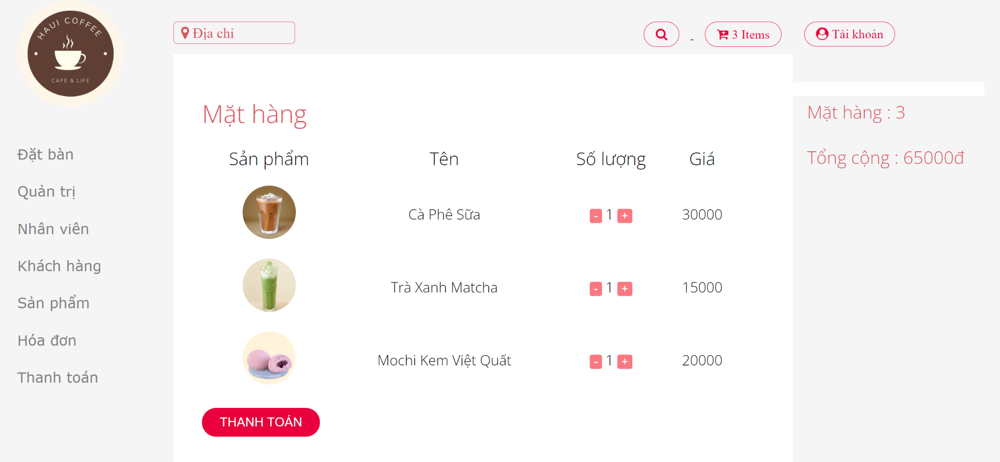 HAUI COFFEE
CAFE & LIFE
Địa chỉ
-
3 Items
Tài khoản
Đặt bàn
Quản trị
Nhân viên
Khách hàng
Sản phẩm
Hóa đơn
Thanh toán
Mặt hàng
Sản phẩm Tên Số lượng Giá
Cà Phê Sữa - 1 + 30000
Trà Xanh Matcha - 1 + 15000
Mochi Kem Việt Quất - 1 + 20000
THANH TOÁN
Mặt hàng : 3
Tổng cộng : 65000đ